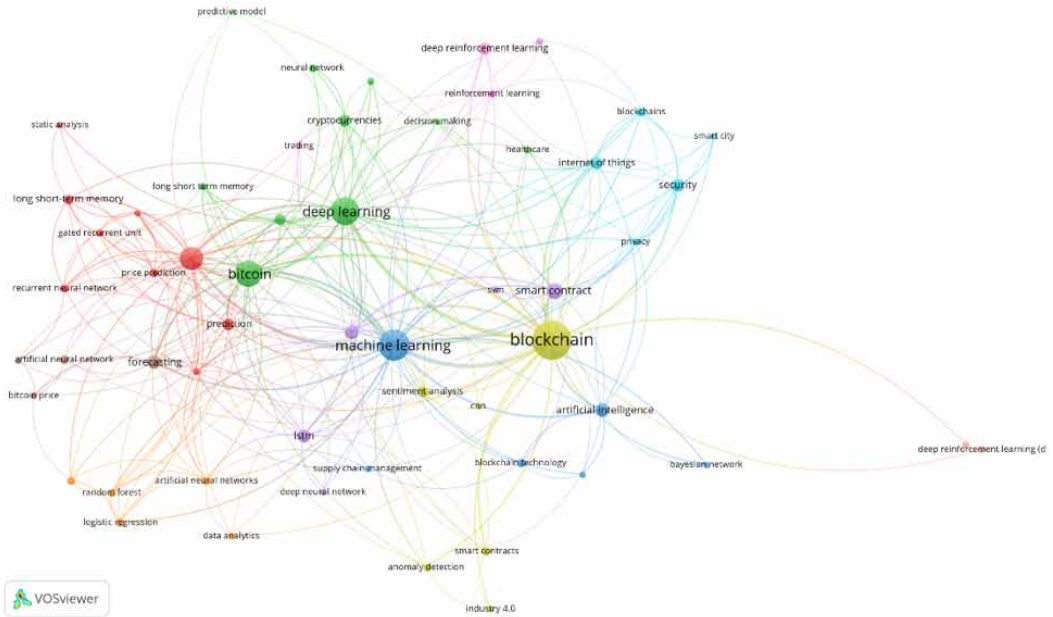 predictive model
deep reinforcement learning
neural network
reinforcement learning
blockchains
cryptocurrencies
decision making
static analysis
smart city
trading
healthcare
internet of things
long short term memory
security
long short-term memory
deep learning
gated recurrent unit
privacy
price prediction
bitcoin
recurrent neural network
svm
smart contract
prediction
blockchain
machine learning
artificial neural network
forecasting
bitcoin price
sentiment analysis
cnn
artificial intelligence
lstm
deep reinforcement learning (d
supply chain management
blockchain technology
bayesian network
random forest
artificial neural networks
deep neural network
logistic regression
data analytics
smart contracts
anomaly detection
industry 4.0
VOSviewer